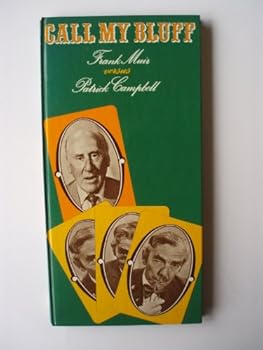 CALL MY BLUFF
Frank Muir
versus
Patrick Campbell